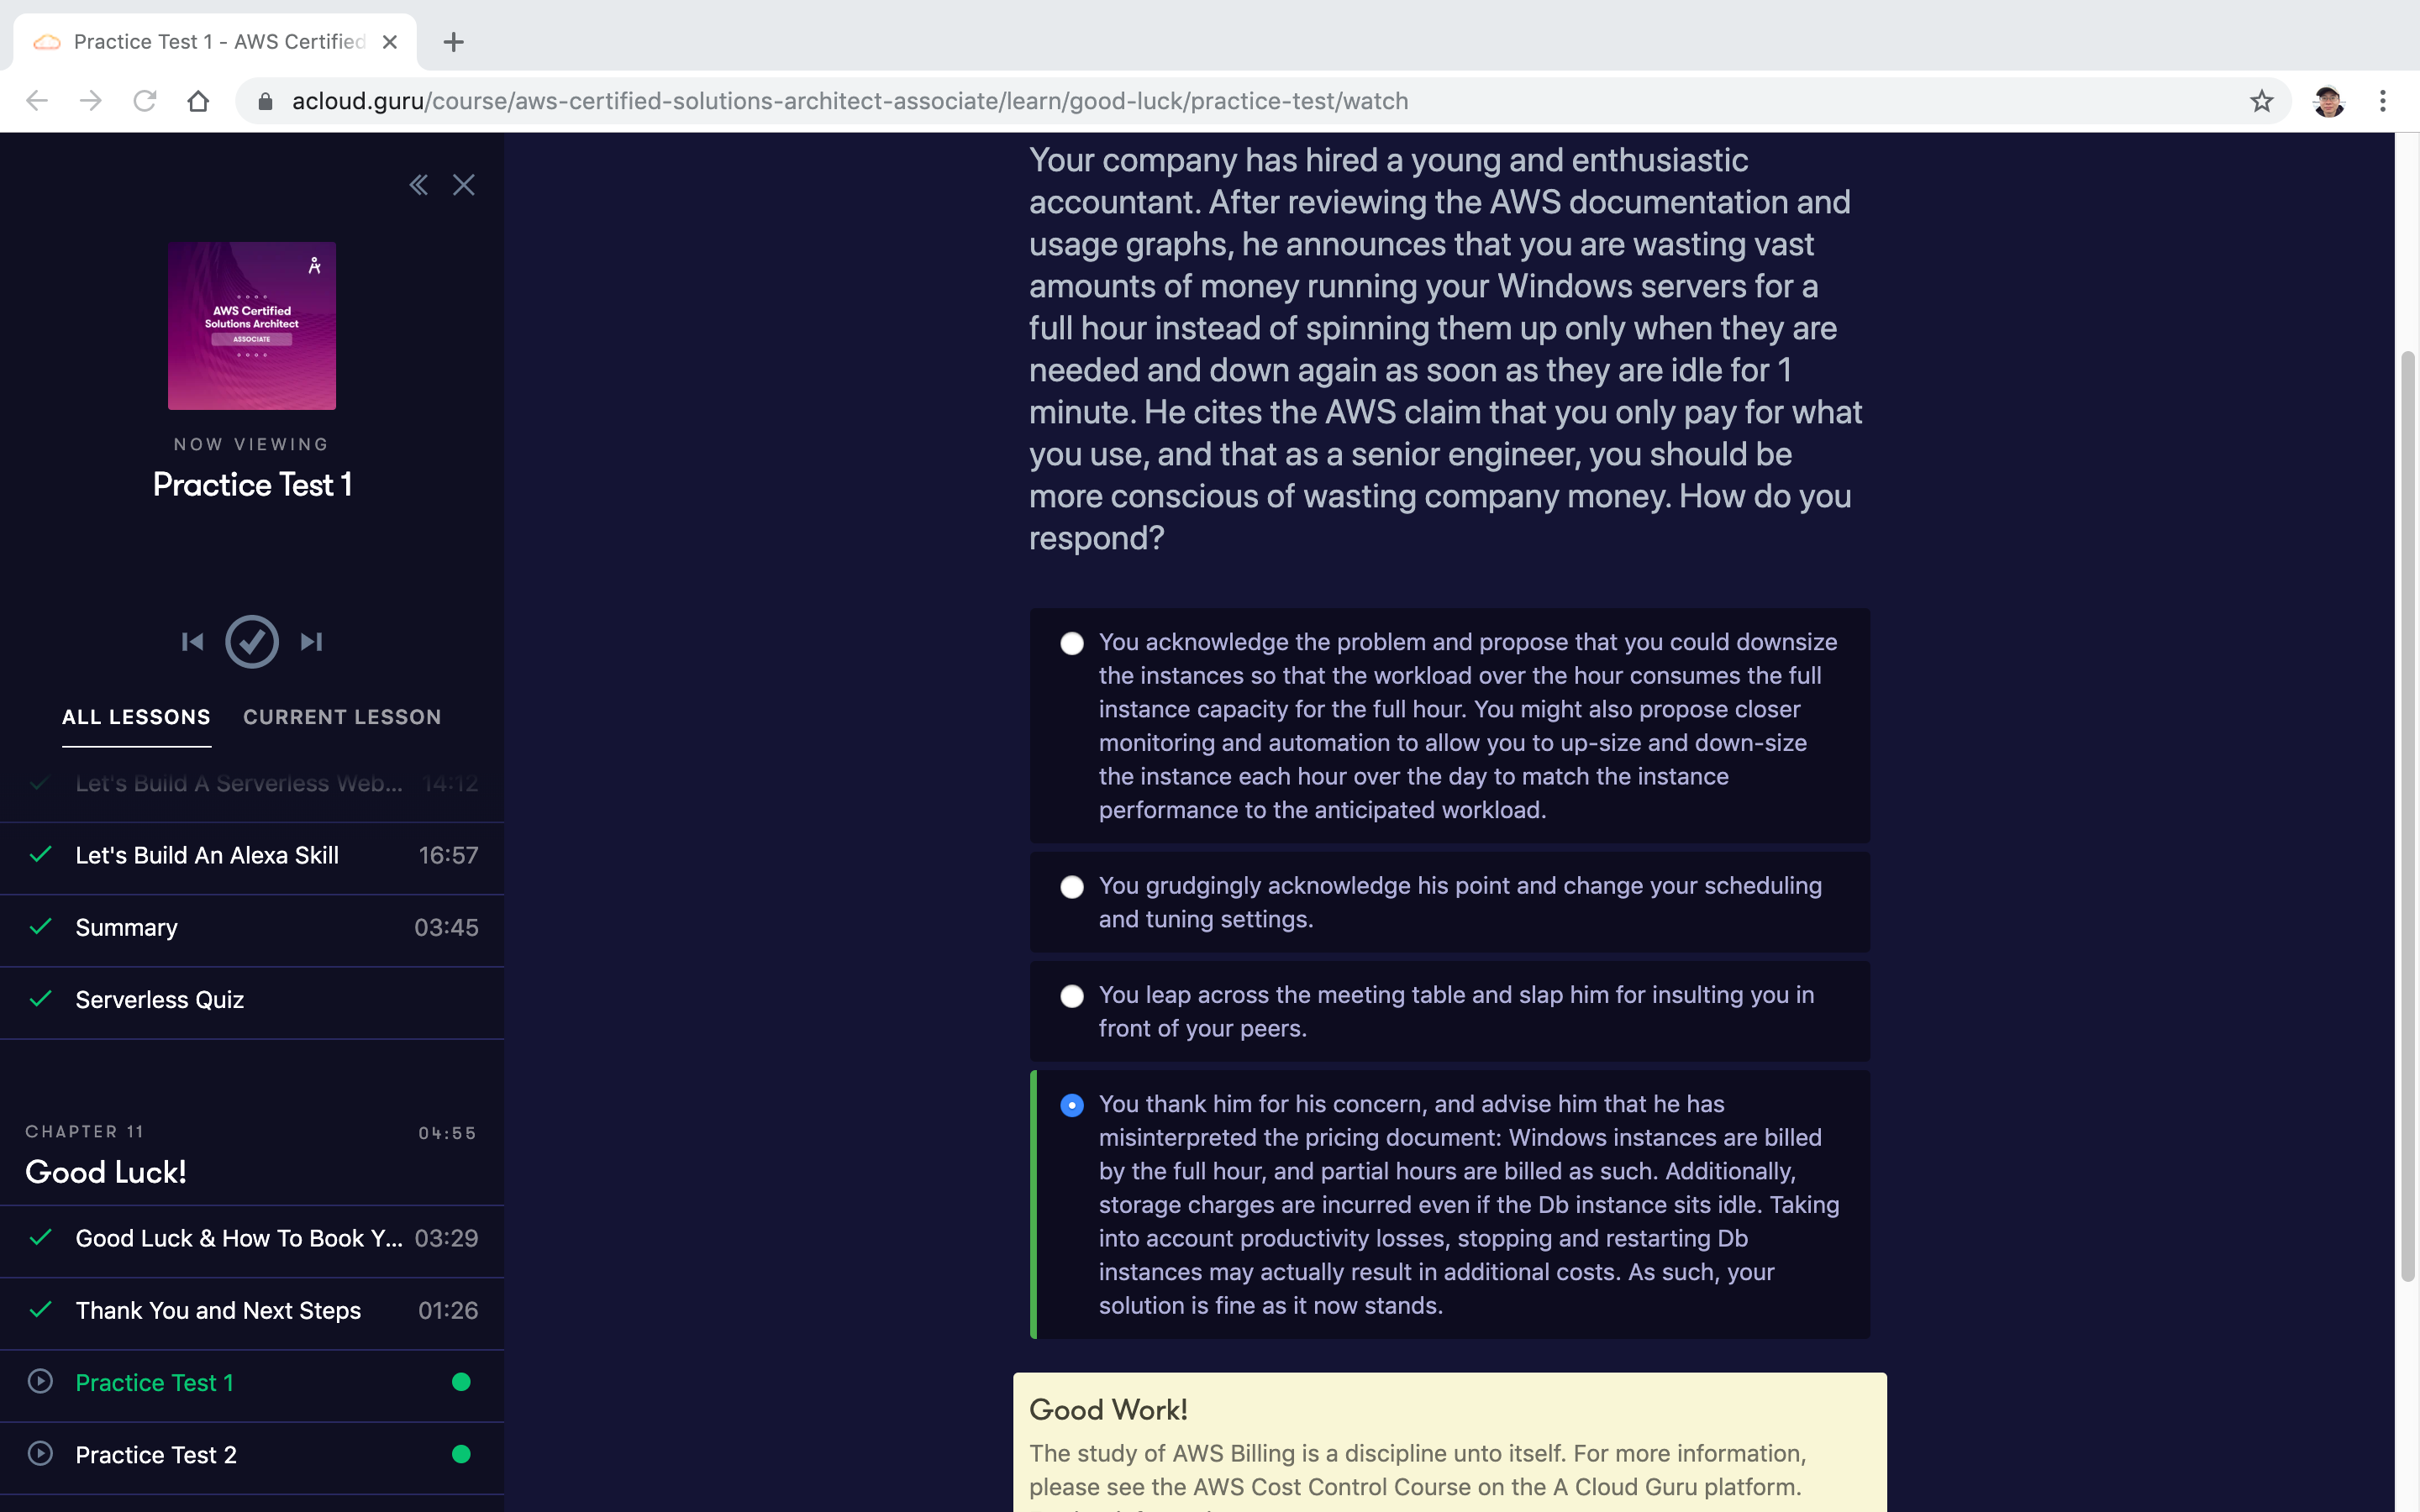 Practice Test 1 - AWS Certified
acloud.guru/course/aws-certified-solutions-architect-associate/learn/good-luck/practice-test/watch
AWS Certified
Solutions Architect
ASSOCIATE
NOW VIEWING
Practice Test 1
ALL LESSONS
CURRENT LESSON
Let's Build A Serverless Web... 14:12
Let's Build An Alexa Skill 16:57
Summary 03:45
Serverless Quiz
CHAPTER 11 04:55
Good Luck!
Good Luck & How To Book Y... 03:29
Thank You and Next Steps 01:26
Practice Test 1
Practice Test 2
Your company has hired a young and enthusiastic
accountant. After reviewing the AWS documentation and
usage graphs, he announces that you are wasting vast
amounts of money running your Windows servers for a
full hour instead of spinning them up only when they are
needed and down again as soon as they are idle for 1
minute. He cites the AWS claim that you only pay for what
you use, and that as a senior engineer, you should be
more conscious of wasting company money. How do you
respond?
You acknowledge the problem and propose that you could downsize
the instances so that the workload over the hour consumes the full
instance capacity for the full hour. You might also propose closer
monitoring and automation to allow you to up-size and down-size
the instance each hour over the day to match the instance
performance to the anticipated workload.
You grudgingly acknowledge his point and change your scheduling
and tuning settings.
You leap across the meeting table and slap him for insulting you in
front of your peers.
You thank him for his concern, and advise him that he has
misinterpreted the pricing document: Windows instances are billed
by the full hour, and partial hours are billed as such. Additionally,
storage charges are incurred even if the Db instance sits idle. Taking
into account productivity losses, stopping and restarting Db
instances may actually result in additional costs. As such, your
solution is fine as it now stands.
Good Work!
The study of AWS Billing is a discipline unto itself. For more information,
please see the AWS Cost Control Course on the A Cloud Guru platform.